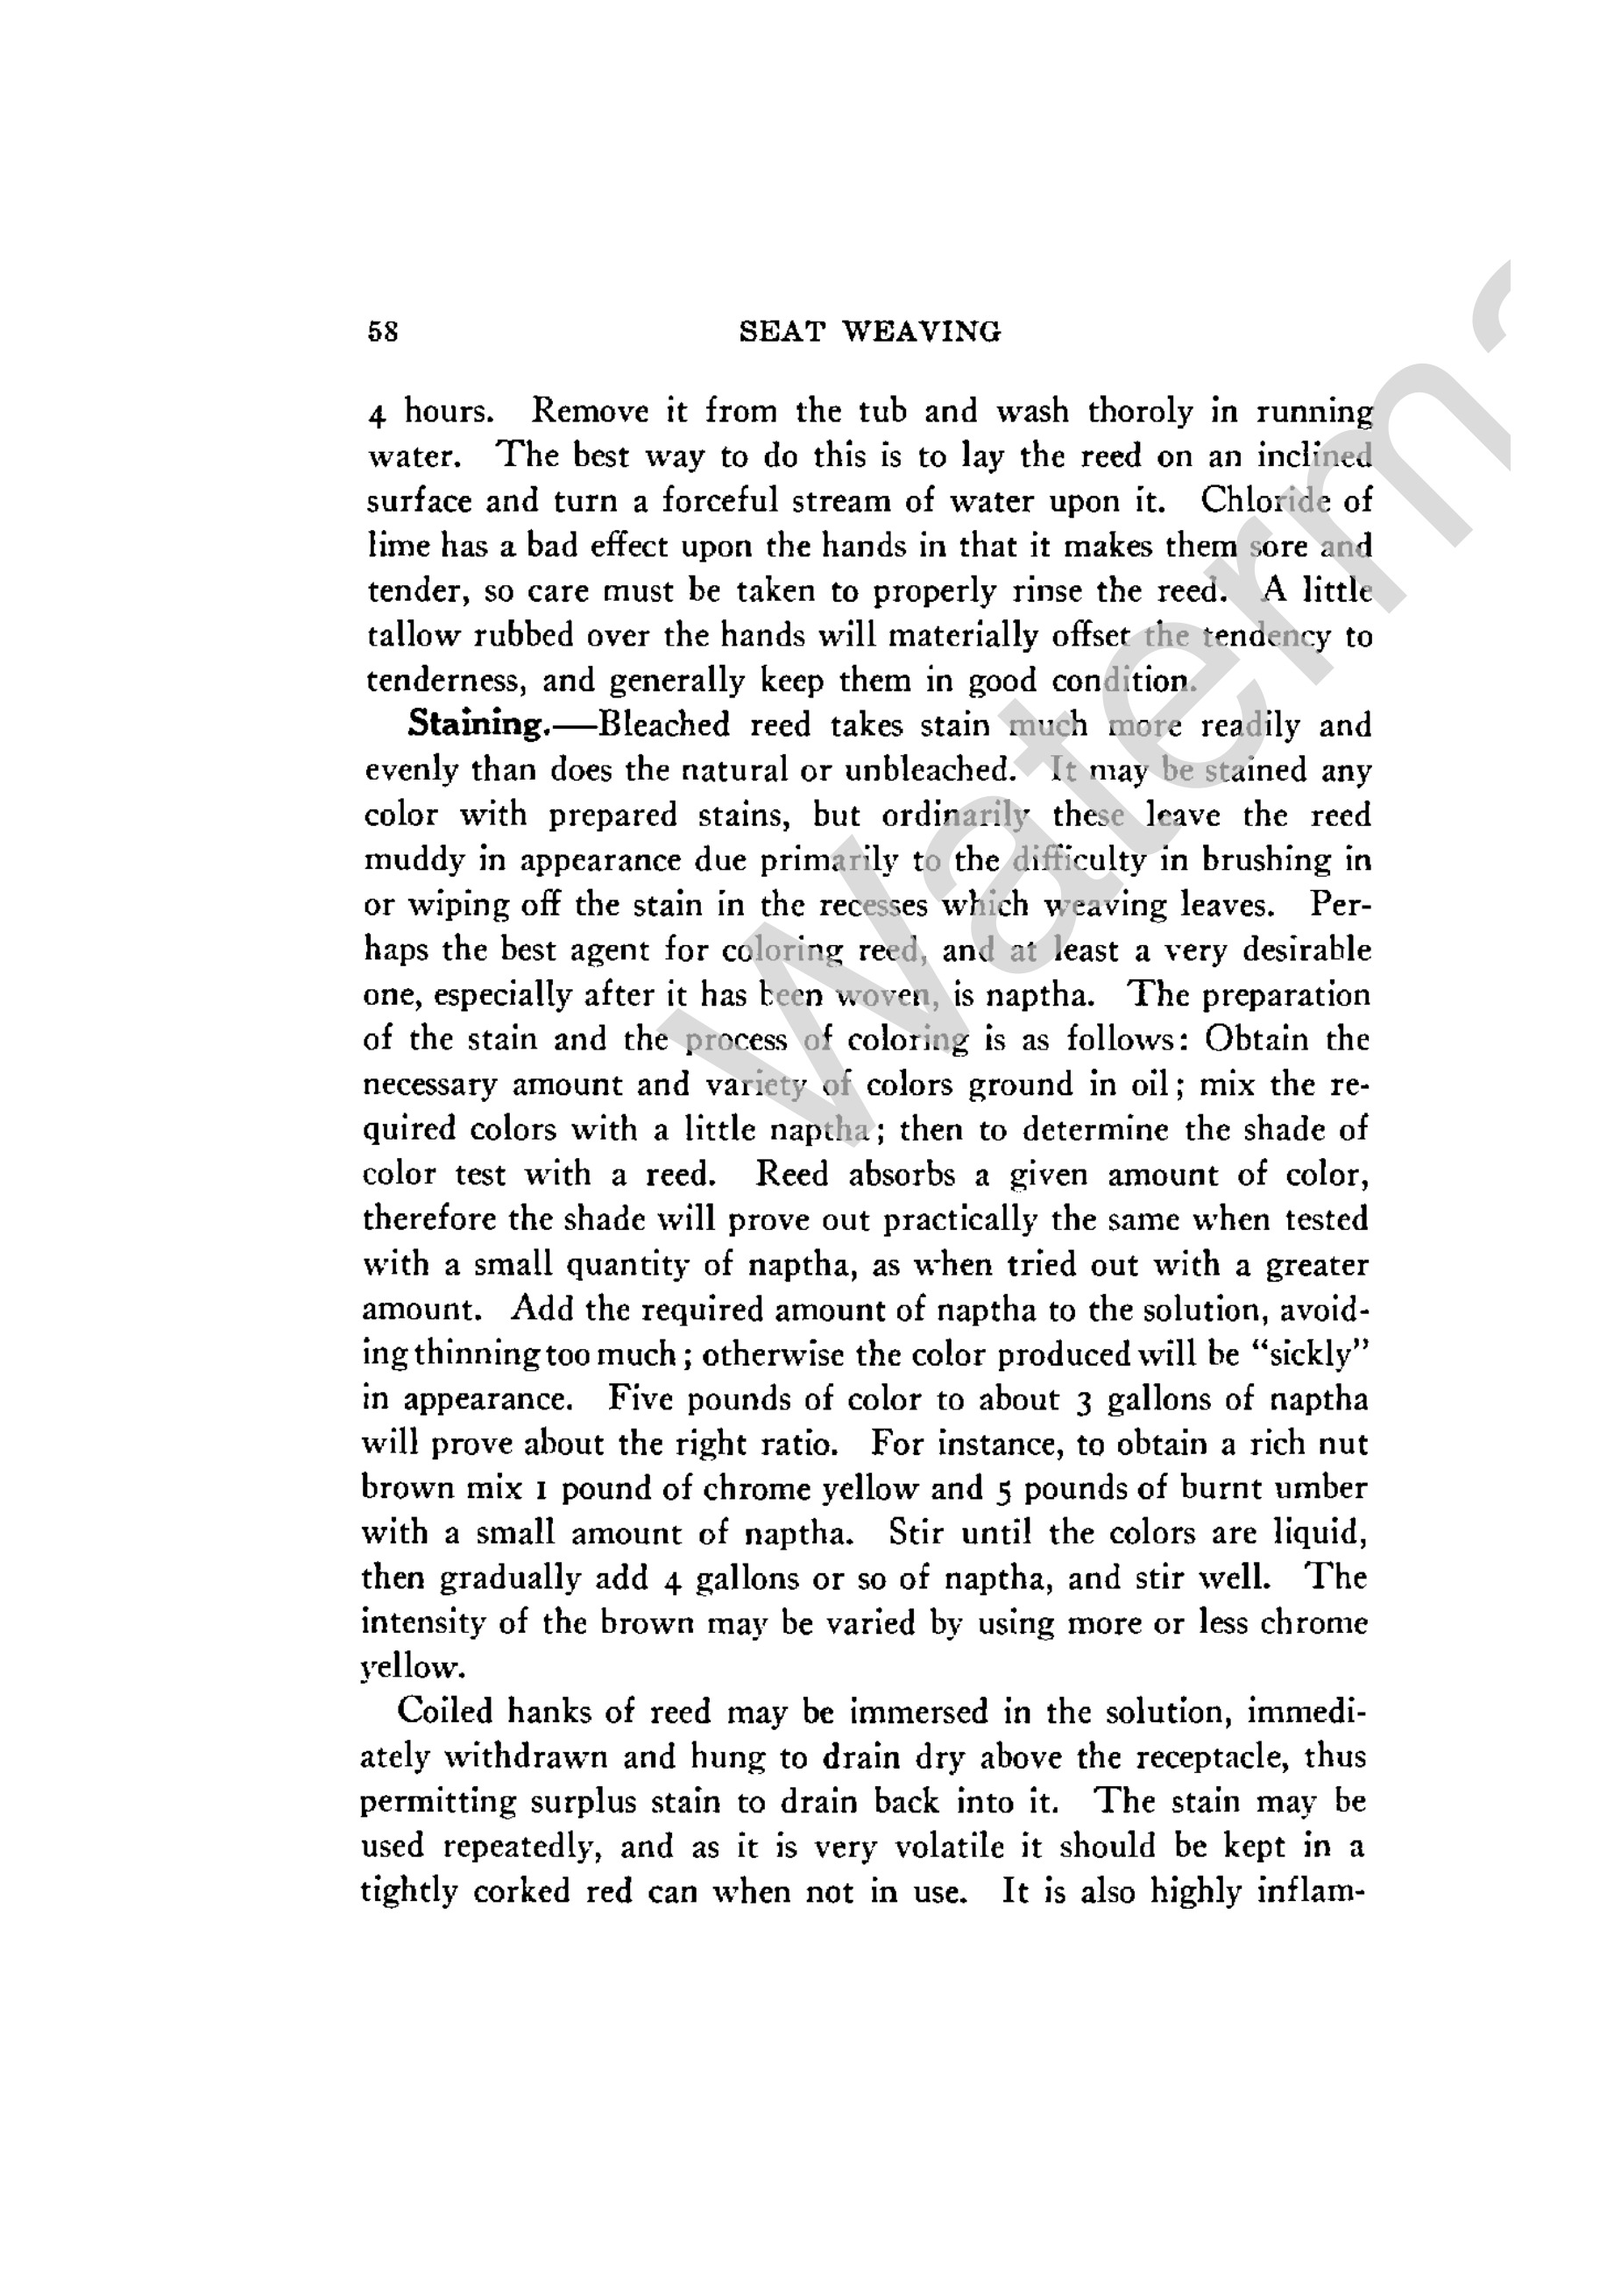 58 SEAT WEAVING
4 hours. Remove it from the tub and wash thoroly in running
water. The best way to do this is to lay the reed on an inclined
surface and turn a forceful stream of water upon it. Chloride of
lime has a bad effect upon the hands in that it makes them sore and
tender, so care must be taken to properly rinse the reed. A little
tallow rubbed over the hands will materially offset the tendency to
tenderness, and generally keep them in good condition.
Staining.—Bleached reed takes stain much more readily and
evenly than does the natural or unbleached. It may be stained any
color with prepared stains, but ordinarily these leave the reed
muddy in appearance due primarily to the difficulty in brushing in
or wiping off the stain in the recesses which weaving leaves. Per-
haps the best agent for coloring reed, and at least a very desirable
one, especially after it has been woven, is naptha. The preparation
of the stain and the process of coloring is as follows: Obtain the
necessary amount and variety of colors ground in oil; mix the re-
quired colors with a little naptha; then to determine the shade of
color test with a reed. Reed absorbs a given amount of color,
therefore the shade will prove out practically the same when tested
with a small quantity of naptha, as when tried out with a greater
amount. Add the required amount of naptha to the solution, avoid-
ing thinning too much; otherwise the color produced will be “sickly”
in appearance. Five pounds of color to about 3 gallons of naptha
will prove about the right ratio. For instance, to obtain a rich nut
brown mix 1 pound of chrome yellow and 5 pounds of burnt umber
with a small amount of naptha. Stir until the colors are liquid,
then gradually add 4 gallons or so of naptha, and stir well. The
intensity of the brown may be varied by using more or less chrome
yellow.
Coiled hanks of reed may be immersed in the solution, immedi-
ately withdrawn and hung to drain dry above the receptacle, thus
permitting surplus stain to drain back into it. The stain may be
used repeatedly, and as it is very volatile it should be kept in a
tightly corked red can when not in use. It is also highly inflam-
Waterm